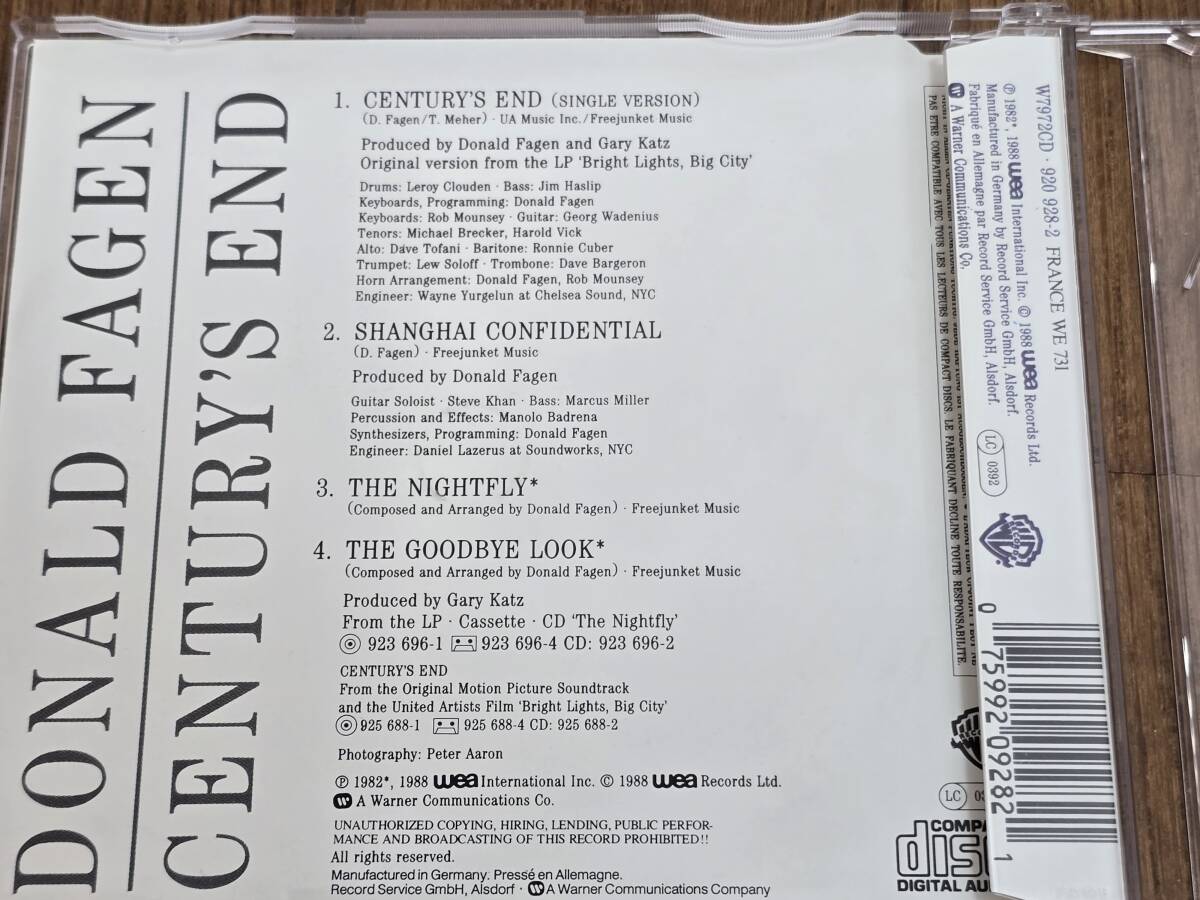 DONALD FAGEN
CENTURY'S END
1. CENTURY'S END (SINGLE VERSION)
(D. Fagen/T. Meher) · UA Music Inc./Freejunket Music
Produced by Donald Fagen and Gary Katz
Original version from the LP 'Bright Lights, Big City'
Drums: Leroy Clouden · Bass: Jim Haslip
Keyboards, Programming: Donald Fagen
Keyboards: Rob Mounsey · Guitar: Georg Wadenius
Tenors: Michael Brecker, Harold Vick
Alto: Dave Tofani · Baritone: Ronnie Cuber
Trumpet: Lew Soloff · Trombone: Dave Bargeron
Horn Arrangement: Donald Fagen, Rob Mounsey
Engineer: Wayne Yurgelun at Chelsea Sound, NYC
2. SHANGHAI CONFIDENTIAL
(D. Fagen) · Freejunket Music
Produced by Donald Fagen
Guitar Soloist · Steve Khan · Bass: Marcus Miller
Percussion and Effects: Manolo Badrena
Synthesizers, Programming: Donald Fagen
Engineer: Daniel Lazerus at Soundworks, NYC
3. THE NIGHTFLY*
(Composed and Arranged by Donald Fagen) · Freejunket Music
4. THE GOODBYE LOOK*
(Composed and Arranged by Donald Fagen) · Freejunket Music
Produced by Gary Katz
From the LP · Cassette · CD 'The Nightfly'
923 696-1 923 696-4 CD: 923 696-2
CENTURY'S END
From the Original Motion Picture Soundtrack
and the United Artists Film 'Bright Lights, Big City'
925 688-1 925 688-4 CD: 925 688-2
Photography: Peter Aaron
℗ 1982*, 1988 wea International Inc. © 1988 wea Records Ltd.
A Warner Communications Co.
UNAUTHORIZED COPYING, HIRING, LENDING, PUBLIC PERFOR-
MANCE AND BROADCASTING OF THIS RECORD PROHIBITED!!
All rights reserved.
Manufactured in Germany. Pressé en Allemagne.
Record Service GmbH, Alsdorf · A Warner Communications Company
COMPA
disc
DIGITAL AU
LC
PAS ETRE COMPATIBLE AVEC TOUS LES LECTEURS DE COMPACT DISCS. LE FABRIQUANT DECLINE TOUTE RESPONSABILITE.
W7972CD · 920 928-2 FRANCE WE 731
℗ 1982*, 1988 wea International Inc. © 1988 wea Records Ltd.
Manufactured in Germany by Record Service GmbH, Alsdorf.
Fabriqué en Allemagne par Record Service GmbH, Alsdorf.
A Warner Communications Co.
LC 0392
WB
records
0 75992 09282 1